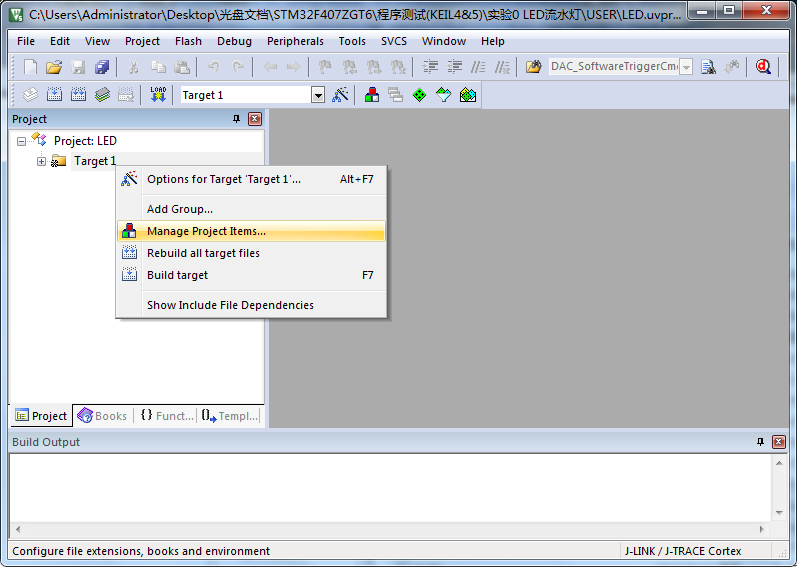 C:\Users\Administrator\Desktop\光盘文档\STM32F407ZGT6\程序测试(KEIL4&5)\实验0 LED流水灯\USER\LED.uvpr...
File Edit View Project Flash Debug Peripherals Tools SVCS Window Help
DAC_SoftwareTriggerCm
LOAD
Target 1
Project
Project: LED
Target 1
Options for Target 'Target 1'... Alt+F7
Add Group...
Manage Project Items...
Rebuild all target files
Build target F7
Show Include File Dependencies
Project Books {} Funct... 0 Templ...
Build Output
Configure file extensions, books and environment J-LINK / J-TRACE Cortex